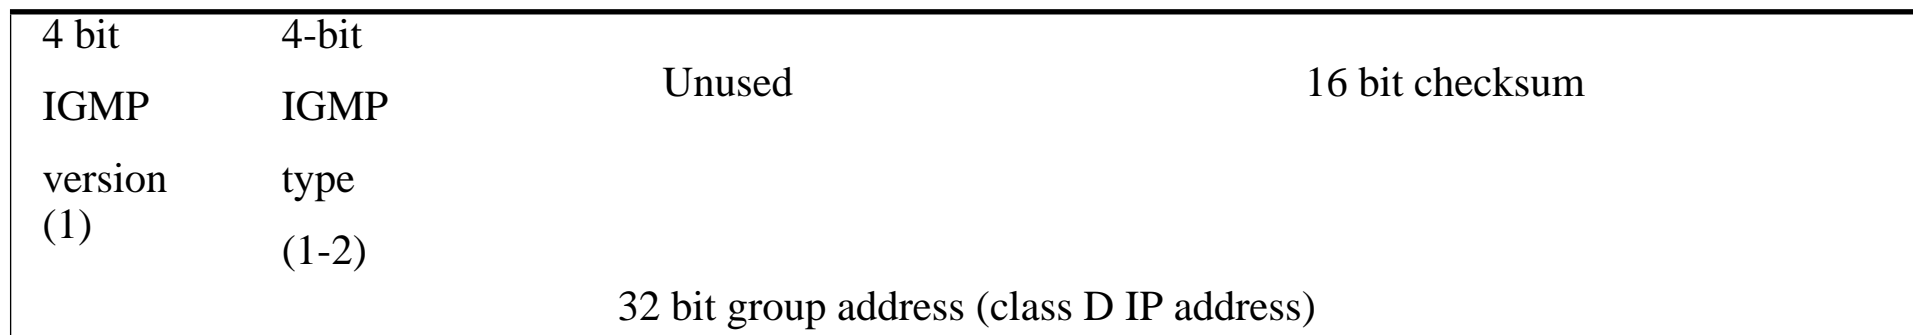 4 bit
IGMP
version
(1)
4-bit
IGMP
type
(1-2)
Unused
16 bit checksum
32 bit group address (class D IP address)